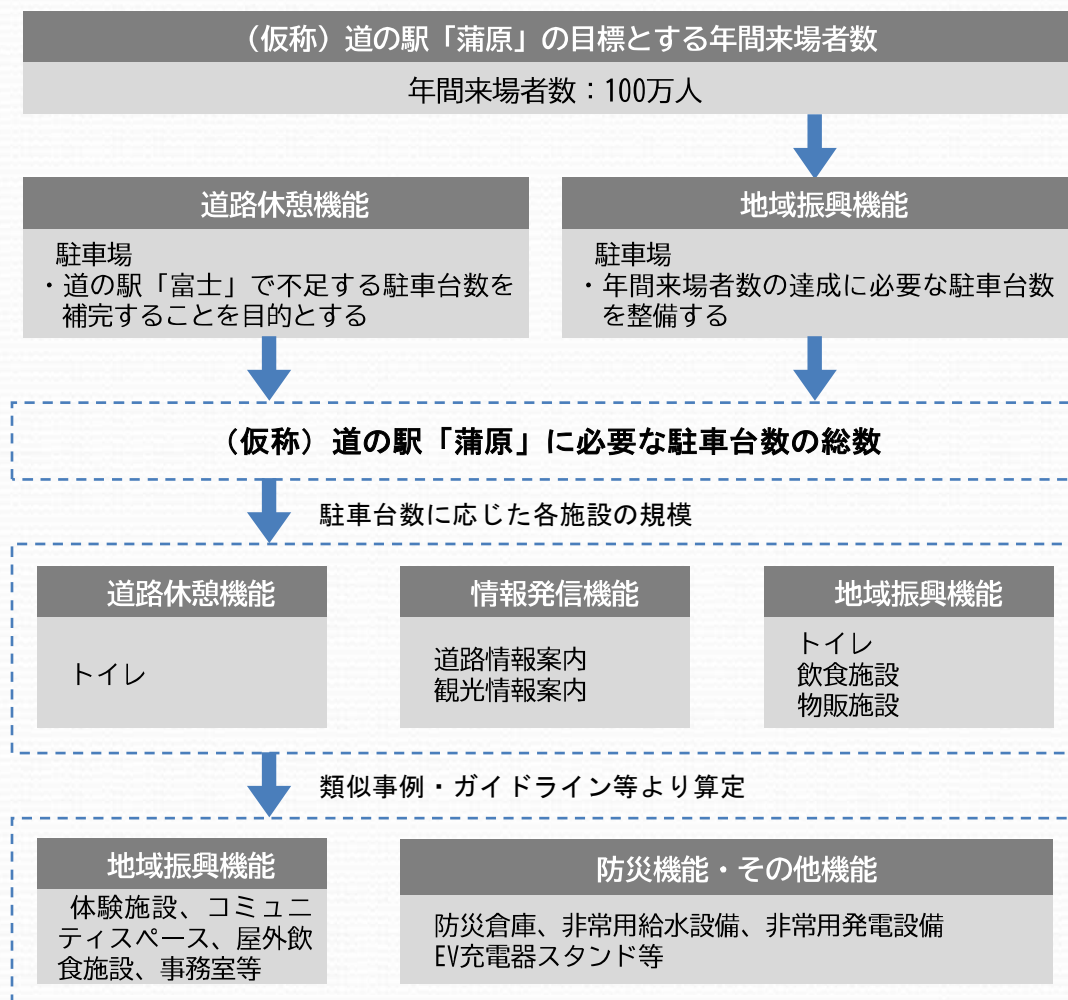 （仮称）道の駅「蒲原」の目標とする年間来場者数
年間来場者数：100万人
道路休憩機能
駐車場
・道の駅「富士」で不足する駐車台数を
補完することを目的とする
地域振興機能
駐車場
・年間来場者数の達成に必要な駐車台数
を整備する
（仮称）道の駅「蒲原」に必要な駐車台数の総数
駐車台数に応じた各施設の規模
道路休憩機能
トイレ
情報発信機能
道路情報案内
観光情報案内
地域振興機能
トイレ
飲食施設
物販施設
類似事例・ガイドライン等より算定
地域振興機能
体験施設、コミュニ
ティスペース、屋外飲
食施設、事務室等
防災機能・その他機能
防災倉庫、非常用給水設備、非常用発電設備
EV充電器スタンド等